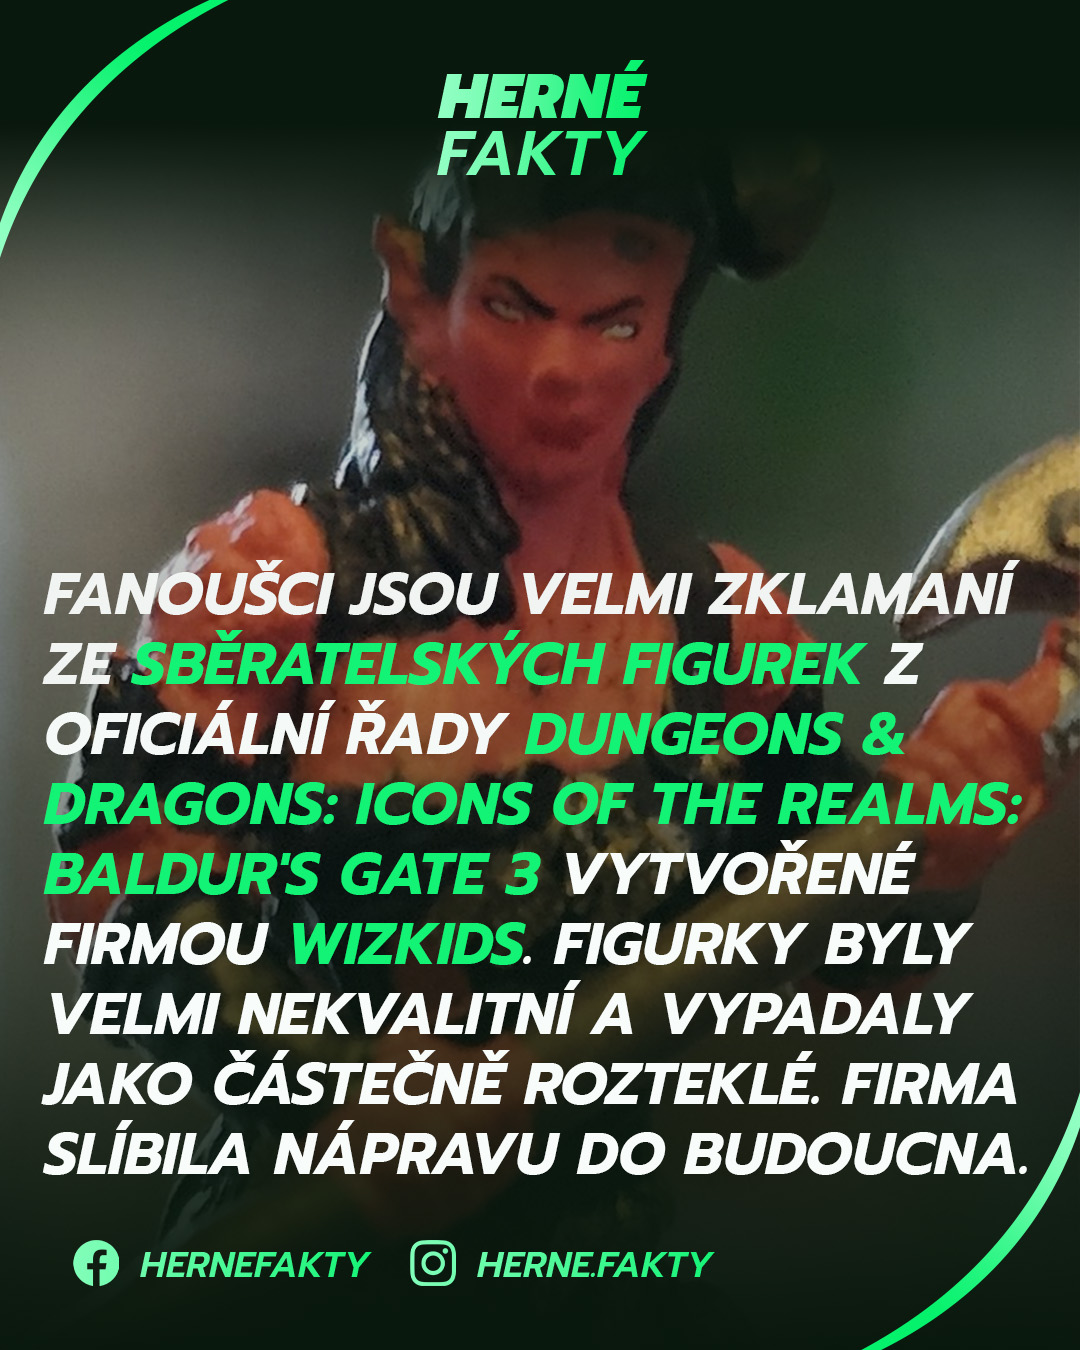 HERNÉ
FAKTY
FANOUŠCI JSOU VELMI ZKLAMANÍ
ZE SBĚRATELSKÝCH FIGUREK Z
OFICIÁLNÍ ŘADY DUNGEONS &
DRAGONS: ICONS OF THE REALMS:
BALDUR'S GATE 3 VYTVOŘENÉ
FIRMOU WIZKIDS. FIGURKY BYLY
VELMI NEKVALITNÍ A VYPADALY
JAKO ČÁSTEČNĚ ROZTEKLÉ. FIRMA
SLÍBILA NÁPRAVU DO BUDOUCNA.
HERNEFAKTY HERNE.FAKTY